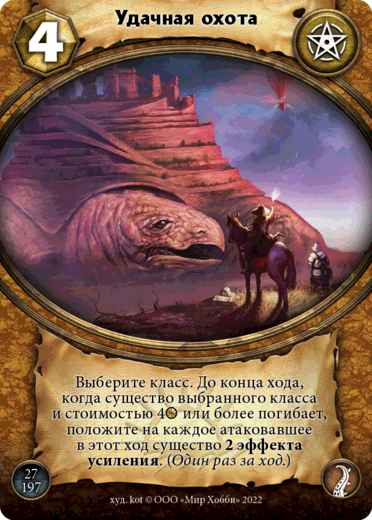 Удачная охота
4
Выберите класс. До конца хода,
когда существо выбранного класса
и стоимостью 4 или более погибает,
положите на каждое атаковавшее
в этот ход существо 2 эффекта
усиления. (Один раз за ход.)
27
197
худ. kot © ООО «Мир Хобби» 2022